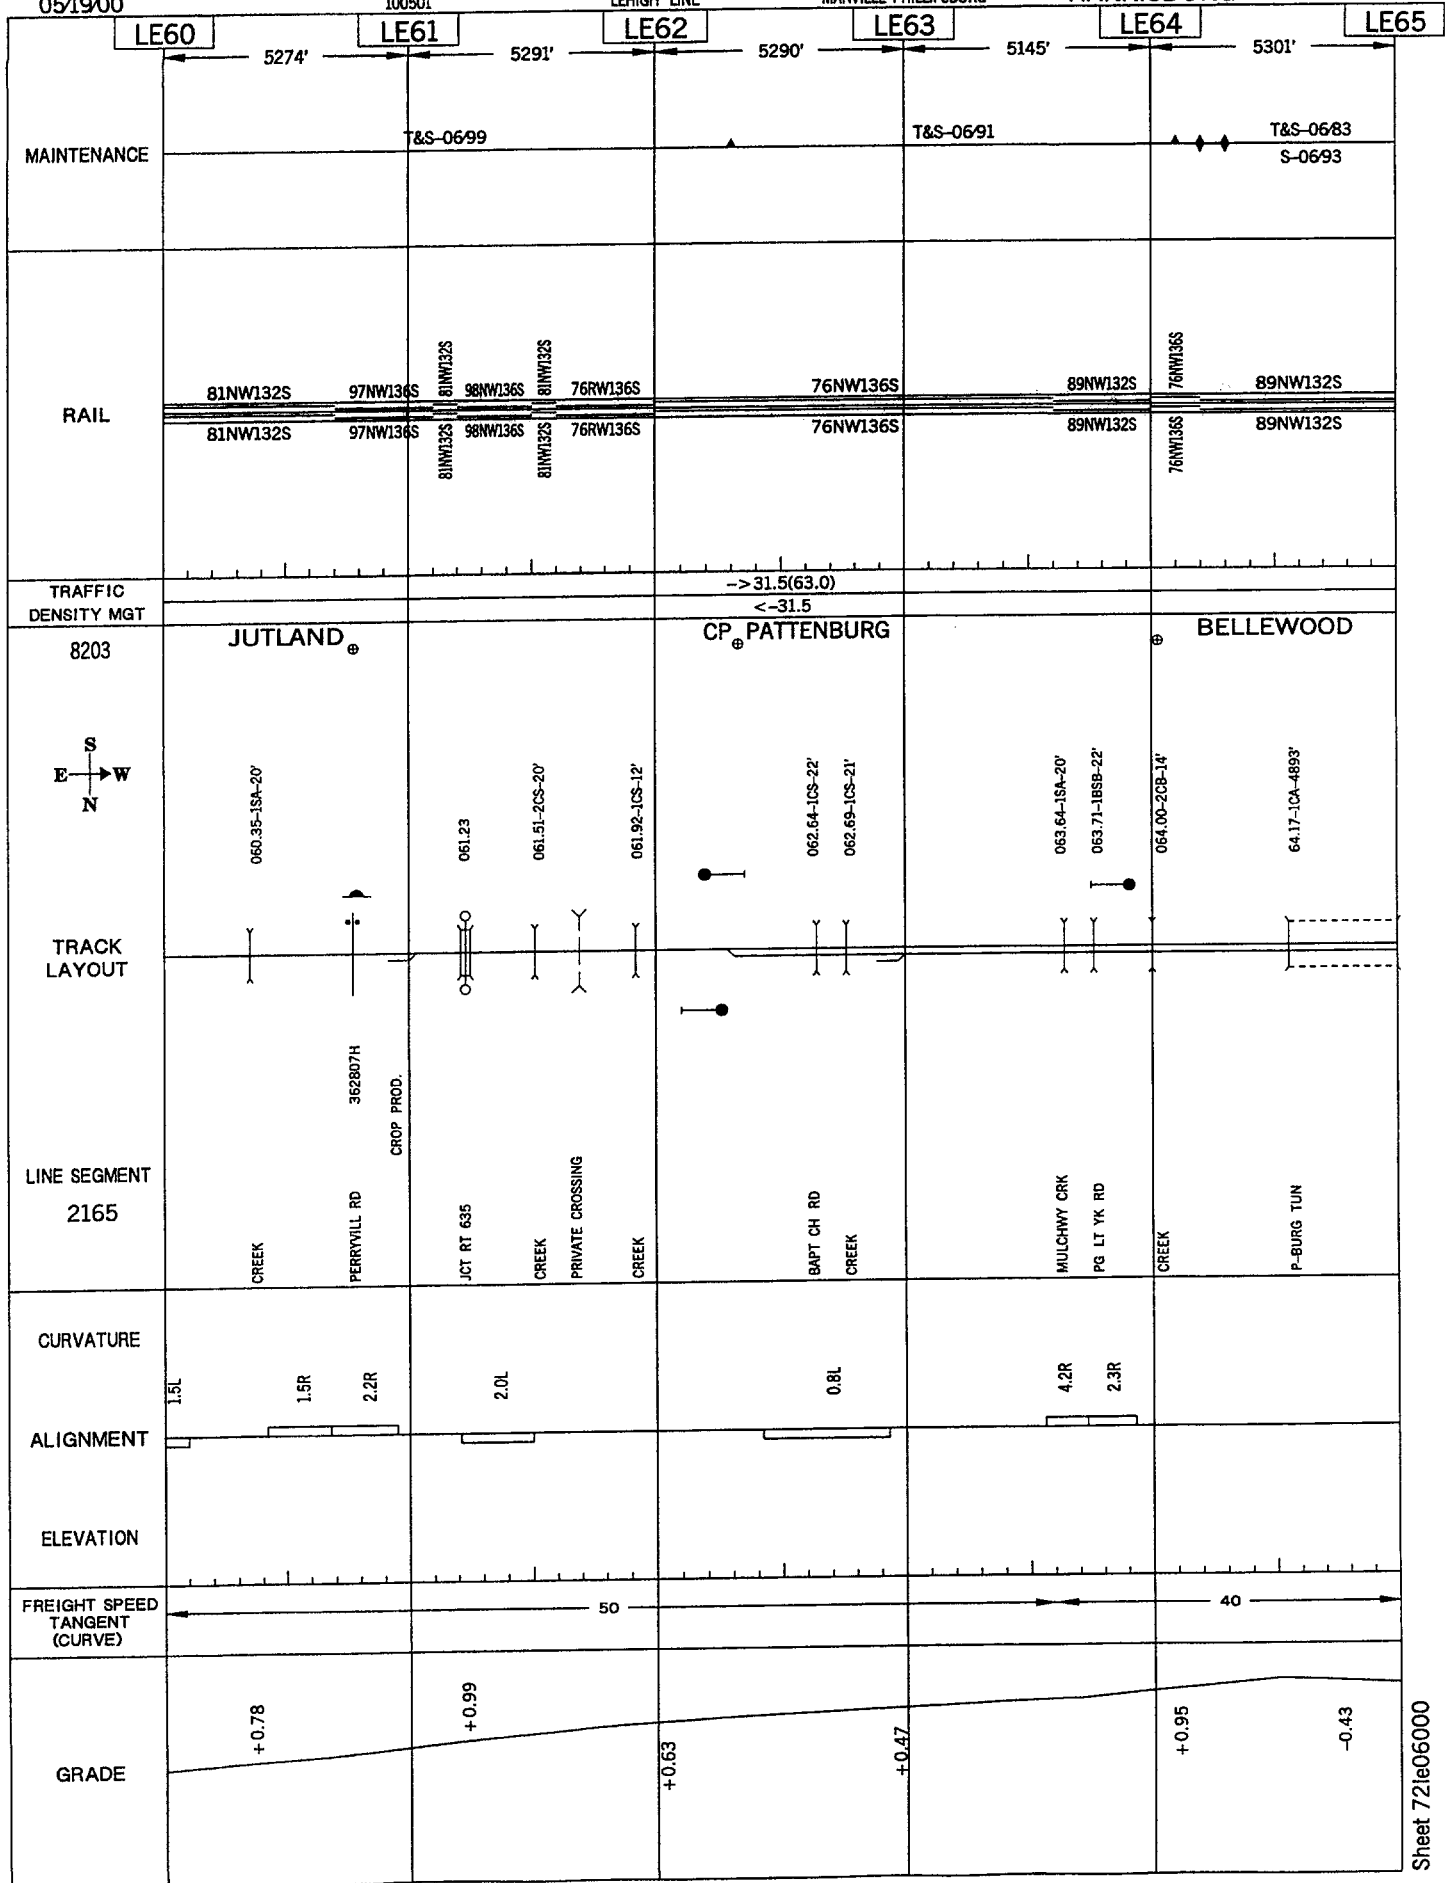 05/19/00
100501
LEHIGH LINE
LE60
LE61
LE62
LE63
LE64
LE65
5274'
5291'
5290'
5145'
5301'
MAINTENANCE
T&S-06/99
T&S-06/91
T&S-06/83
S-06/93
RAIL
81NW132S
97NW136S
81NW132S
98NW136S
81NW132S
76RW136S
76NW136S
89NW132S
76NW136S
89NW132S
81NW132S
97NW136S
81NW132S
98NW136S
81NW132S
76RW136S
76NW136S
89NW132S
76NW136S
89NW132S
TRAFFIC
DENSITY MGT
->31.5(63.0)
<-31.5
8203
JUTLAND
CP PATTENBURG
BELLEWOOD
S
E W
N
060.35-1SA-20'
061.23
061.51-2CS-20'
061.92-1CS-12'
062.64-1CS-22'
062.69-1CS-21'
063.64-1SA-20'
063.71-1BSB-22'
064.00-2CB-14'
64.17-1CA-4893'
TRACK
LAYOUT
362807H
CROP PROD.
LINE SEGMENT
2165
CREEK
PERRYVILL RD
JCT RT 635
CREEK
PRIVATE CROSSING
CREEK
BAPT CH RD
CREEK
MULCHWY CRK
PG LT YK RD
CREEK
P-BURG TUN
CURVATURE
1.5L
1.5R
2.2R
2.0L
0.8L
4.2R
2.3R
ALIGNMENT
ELEVATION
FREIGHT SPEED
TANGENT
(CURVE)
50
40
GRADE
+0.78
+0.99
+0.63
+0.47
+0.95
-0.43
Sheet 721e06000